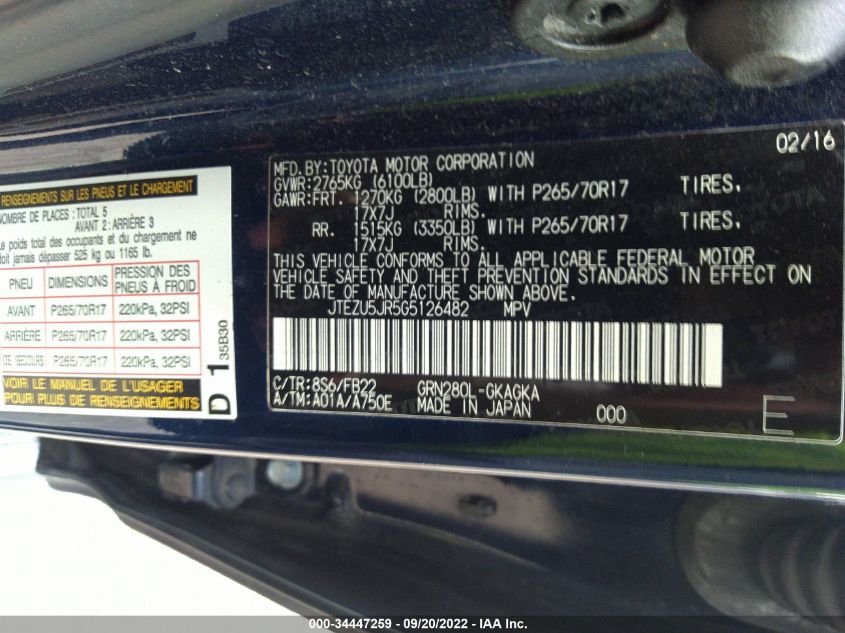 RENSEIGNEMENTS SUR LES PNEUS ET LE CHARGEMENT
NOMBRE DE PLACES: TOTAL 5
AVANT 2: ARRIÈRE 3
Le poids total des occupants et du chargement ne
doit jamais dépasser 525 kg ou 1165 lb.
PNEU DIMENSIONS PRESSION DES PNEUS À FROID
AVANT P265/70R17 220kPa, 32PSI
ARRIÈRE P265/70R17 220kPa, 32PSI
DE SECOURS P265/70R17 220kPa, 32PSI
VOIR LE MANUEL DE L'USAGER
POUR PLUS DE RENSEIGNEMENTS
D 1 35B30
02/16
MFD. BY: TOYOTA MOTOR CORPORATION
GVWR: 2765KG (6100LB)
GAWR: FRT. 1270KG (2800LB) WITH P265/70R17 TIRES.
17X7J RIMS.
RR. 1515KG (3350LB) WITH P265/70R17 TIRES.
17X7J RIMS.
THIS VEHICLE CONFORMS TO ALL APPLICABLE FEDERAL MOTOR
VEHICLE SAFETY AND THEFT PREVENTION STANDARDS IN EFFECT ON
THE DATE OF MANUFACTURE SHOWN ABOVE.
JTEZU5JR5G5126482 MPV
C/TR: 8S6/FB22 GRN280L-GKAGKA
A/TM: A01A/A750E MADE IN JAPAN 000 E
000-34447259 - 09/20/2022 - IAA Inc.